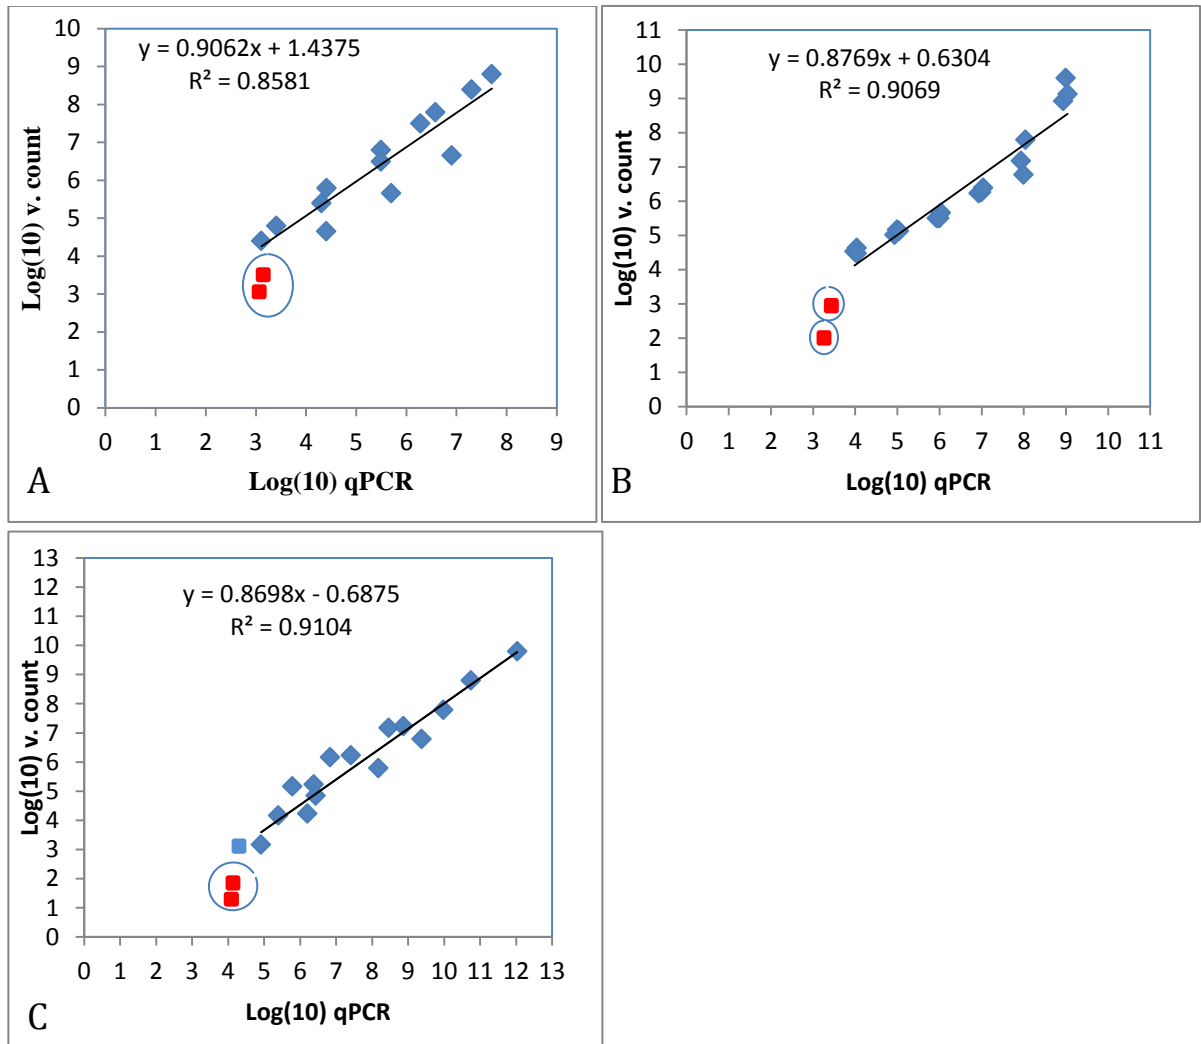 y = 0.9062x + 1.4375
R² = 0.8581
10
9
8
7
6
5
4
3
2
1
0
Log(10) v. count
0 1 2 3 4 5 6 7 8 9
Log(10) qPCR
A
y = 0.8769x + 0.6304
R² = 0.9069
11
10
9
8
7
6
5
4
3
2
1
0
Log(10) v. count
0 1 2 3 4 5 6 7 8 9 10 11
Log(10) qPCR
B
y = 0.8698x - 0.6875
R² = 0.9104
13
12
11
10
9
8
7
6
5
4
3
2
1
0
Log(10) v. count
0 1 2 3 4 5 6 7 8 9 10 11 12 13
Log(10) qPCR
C